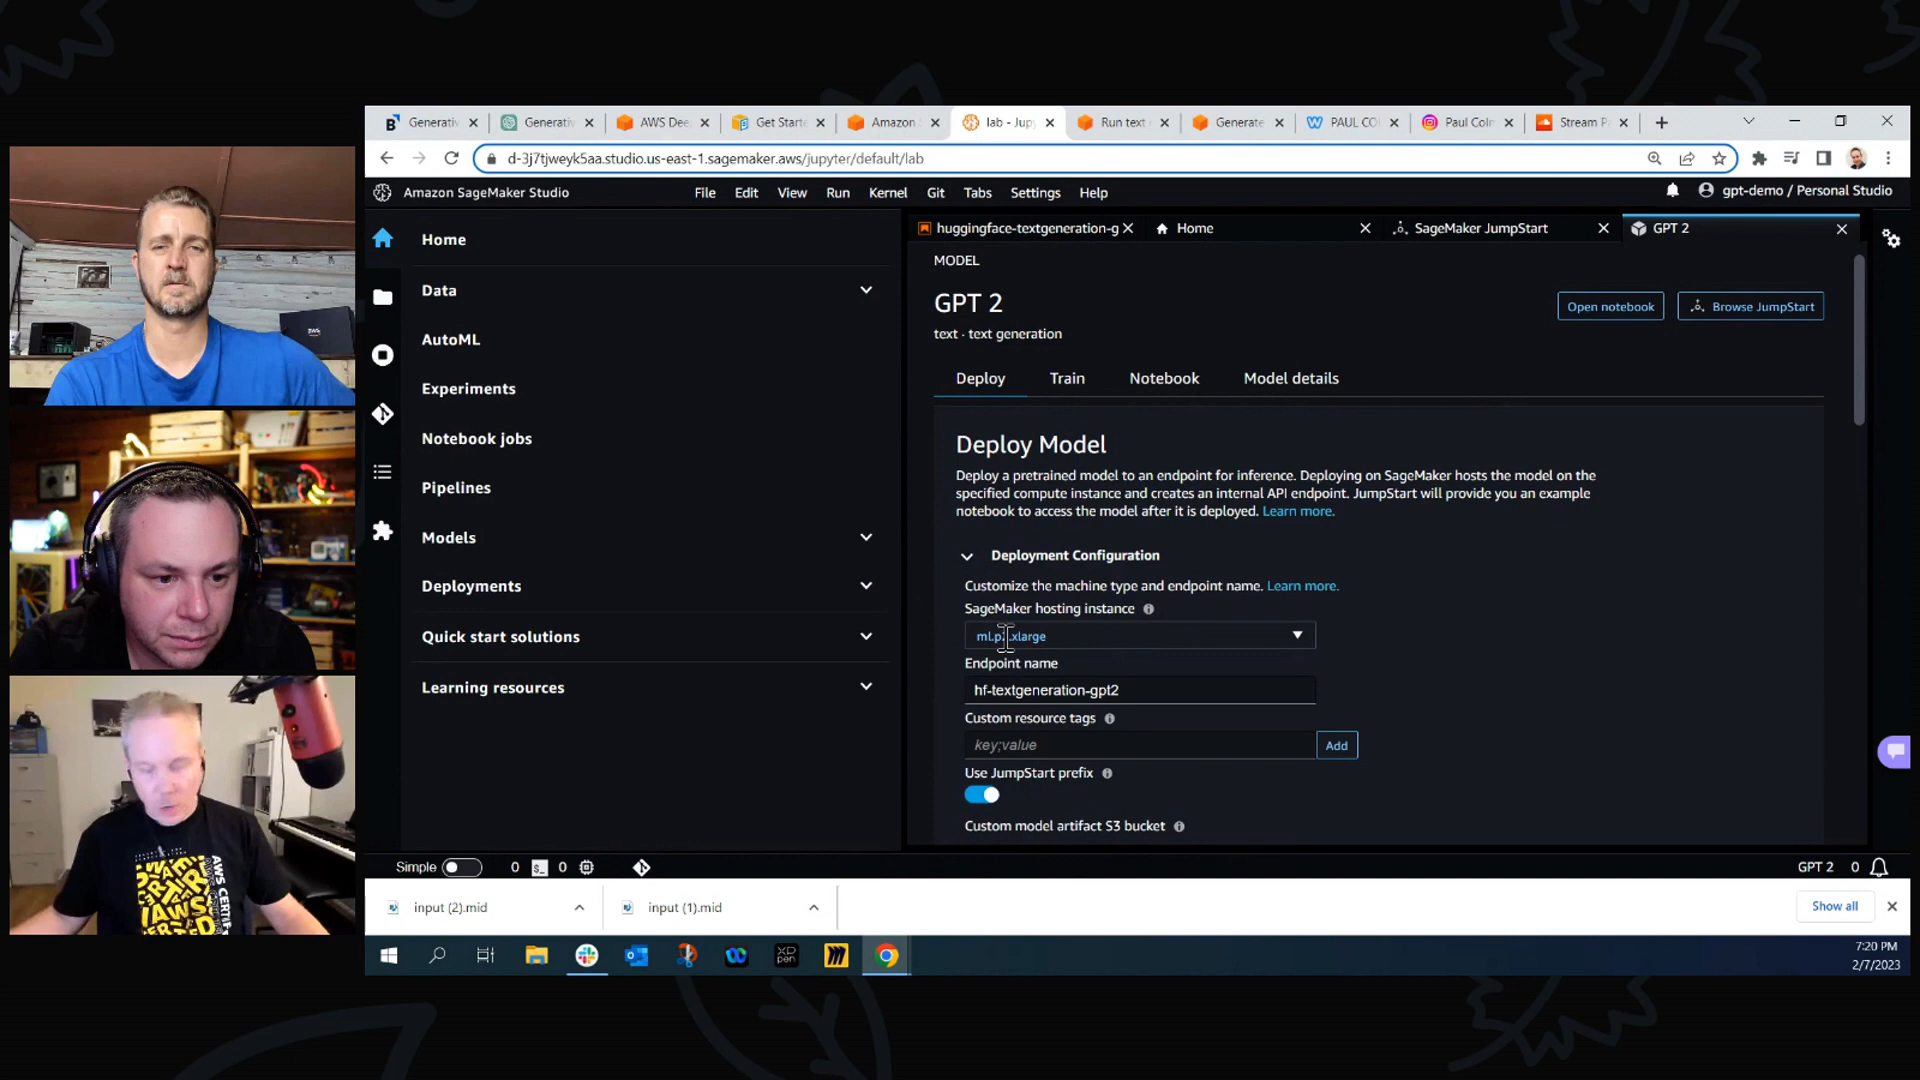 Generativ
Generativ
AWS Dee
Get Starte
Amazon
lab - Jupy
Run text
Generate
PAUL CO
Paul Coln
Stream P
d-3j7tjweyk5aa.studio.us-east-1.sagemaker.aws/jupyter/default/lab
Amazon SageMaker Studio
File Edit View Run Kernel Git Tabs Settings Help
gpt-demo / Personal Studio
huggingface-textgeneration-g
Home
SageMaker JumpStart
GPT 2
Home
Data
AutoML
Experiments
Notebook jobs
Pipelines
Models
Deployments
Quick start solutions
Learning resources
MODEL
GPT 2
text · text generation
Open notebook
Browse JumpStart
Deploy Train Notebook Model details
Deploy Model
Deploy a pretrained model to an endpoint for inference. Deploying on SageMaker hosts the model on the
specified compute instance and creates an internal API endpoint. JumpStart will provide you an example
notebook to access the model after it is deployed. Learn more.
Deployment Configuration
Customize the machine type and endpoint name. Learn more.
SageMaker hosting instance
Endpoint name
hf-textgeneration-gpt2
Custom resource tags
key;value
Add
Use JumpStart prefix
Custom model artifact S3 bucket
Simple 0 0
GPT 2 0
input (2).mid
input (1).mid
Show all
7:20 PM
2/7/2023
XP
pen
aws
AWS CERTIF